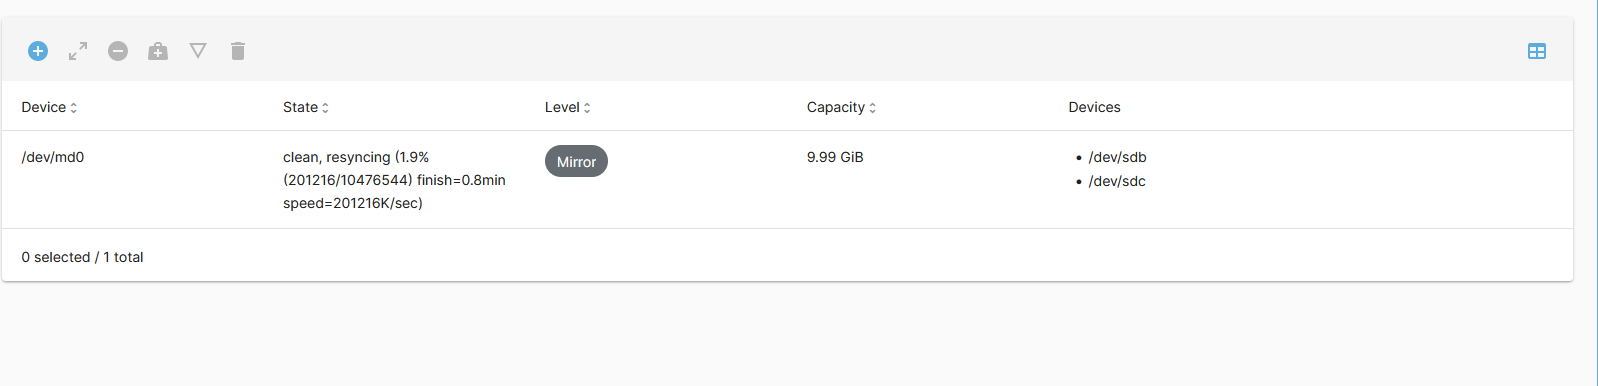 Device State Level Capacity Devices
/dev/md0 clean, resyncing (1.9% Mirror 9.99 GiB • /dev/sdb
(201216/10476544) finish=0.8min • /dev/sdc
speed=201216K/sec)
0 selected / 1 total